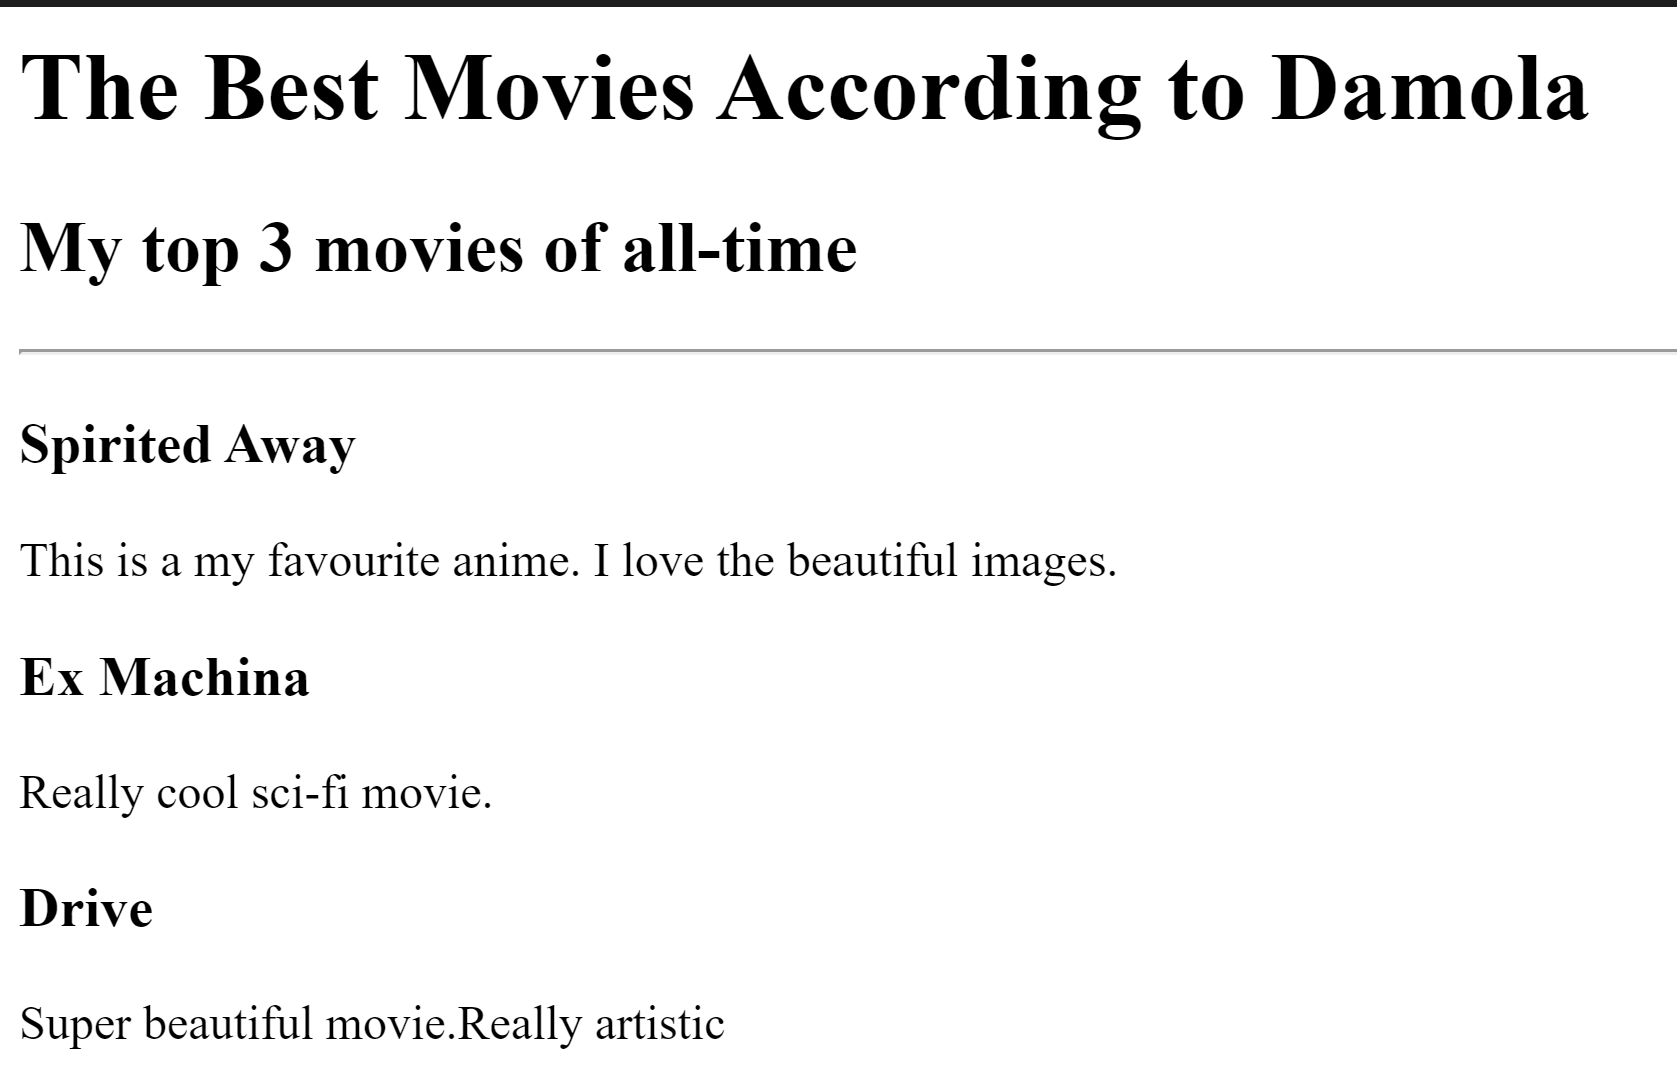 The Best Movies According to Damola
My top 3 movies of all-time
Spirited Away
This is a my favourite anime. I love the beautiful images.
Ex Machina
Really cool sci-fi movie.
Drive
Super beautiful movie.Really artistic